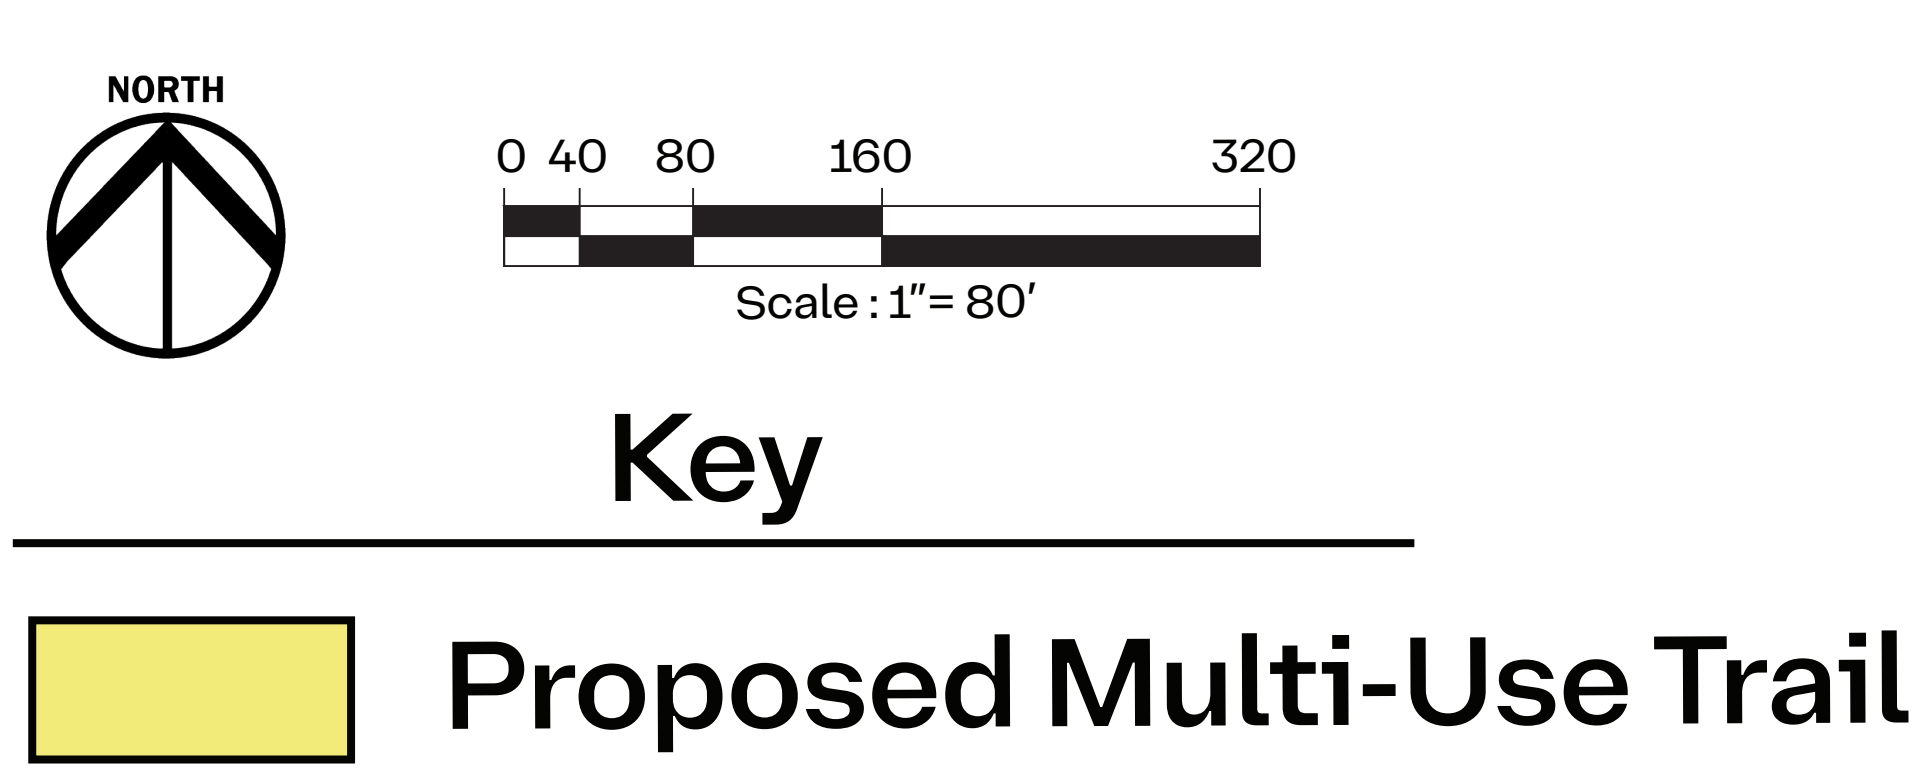 NORTH
0 40 80 160 320
Scale : 1″= 80′
Key
Proposed Multi-Use Trail